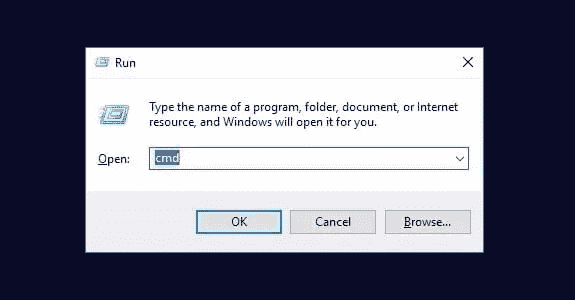 Run
Type the name of a program, folder, document, or Internet
resource, and Windows will open it for you.
Open: cmd
OK Cancel Browse...